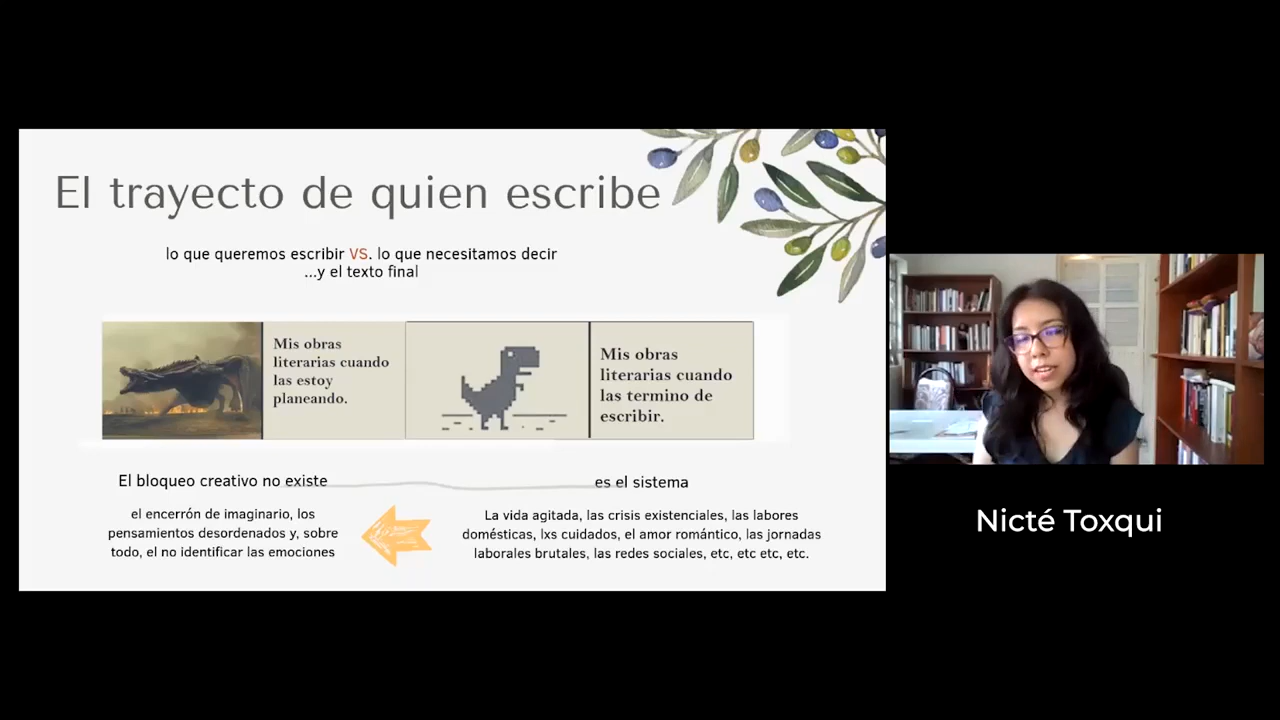 El trayecto de quien escribe
lo que queremos escribir VS. lo que necesitamos decir
...y el texto final
Mis obras
literarias cuando
las estoy
planeando.
Mis obras
literarias cuando
las termino de
escribir.
El bloqueo creativo no existe
es el sistema
el encerrón de imaginario, los
pensamientos desordenados y, sobre
todo, el no identificar las emociones
La vida agitada, las crisis existenciales, las labores
domésticas, lxs cuidados, el amor romántico, las jornadas
laborales brutales, las redes sociales, etc, etc etc, etc.
Nicté Toxqui